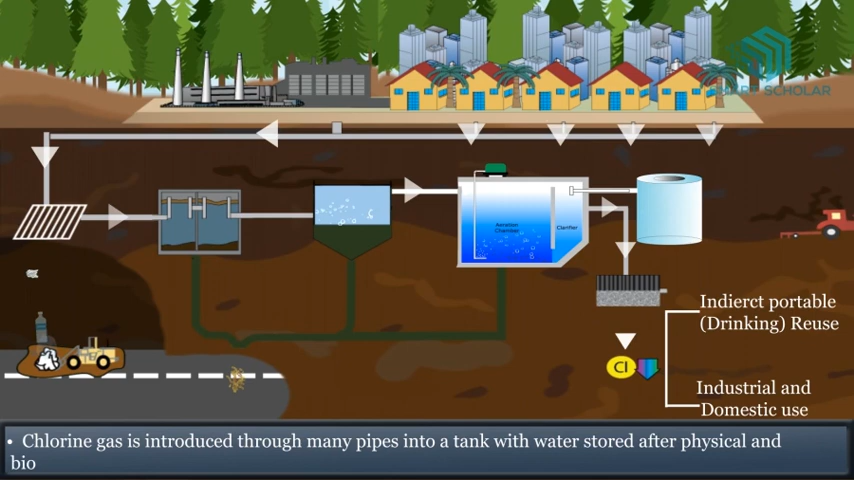 SMART SCHOLAR
Aeration
Chamber
Clarifier
Indierct portable
(Drinking) Reuse
Cl
Industrial and
Domestic use
• Chlorine gas is introduced through many pipes into a tank with water stored after physical and
bio